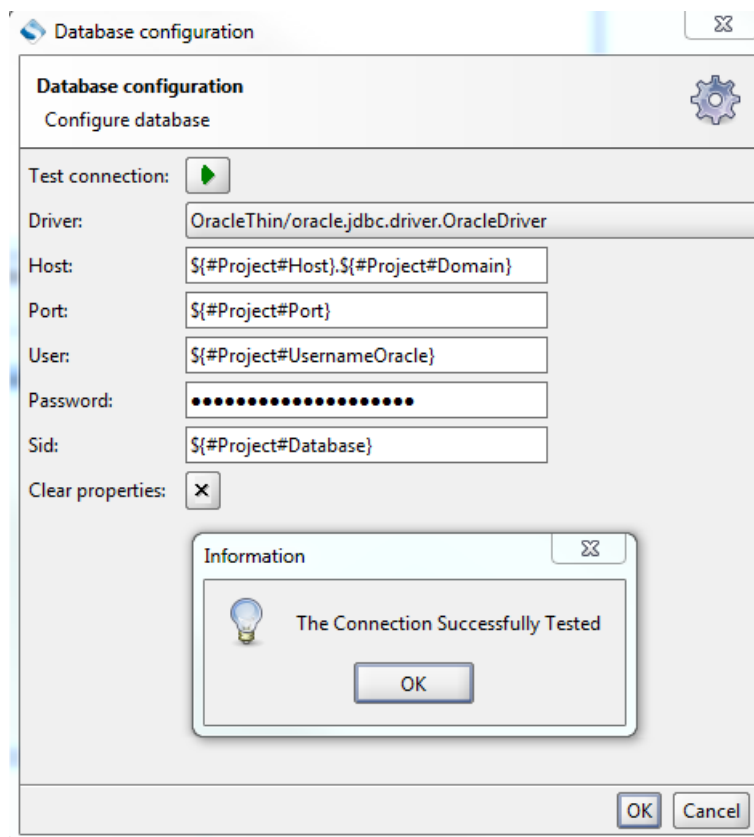 Database configuration
Database configuration
Configure database
Test connection:
Driver: OracleThin/oracle.jdbc.driver.OracleDriver
Host: ${#Project#Host}.${#Project#Domain}
Port: ${#Project#Port}
User: ${#Project#UsernameOracle}
Password: ●●●●●●●●●●●●●●●●●●●●
Sid: ${#Project#Database}
Clear properties:
Information
The Connection Successfully Tested
OK
OK Cancel